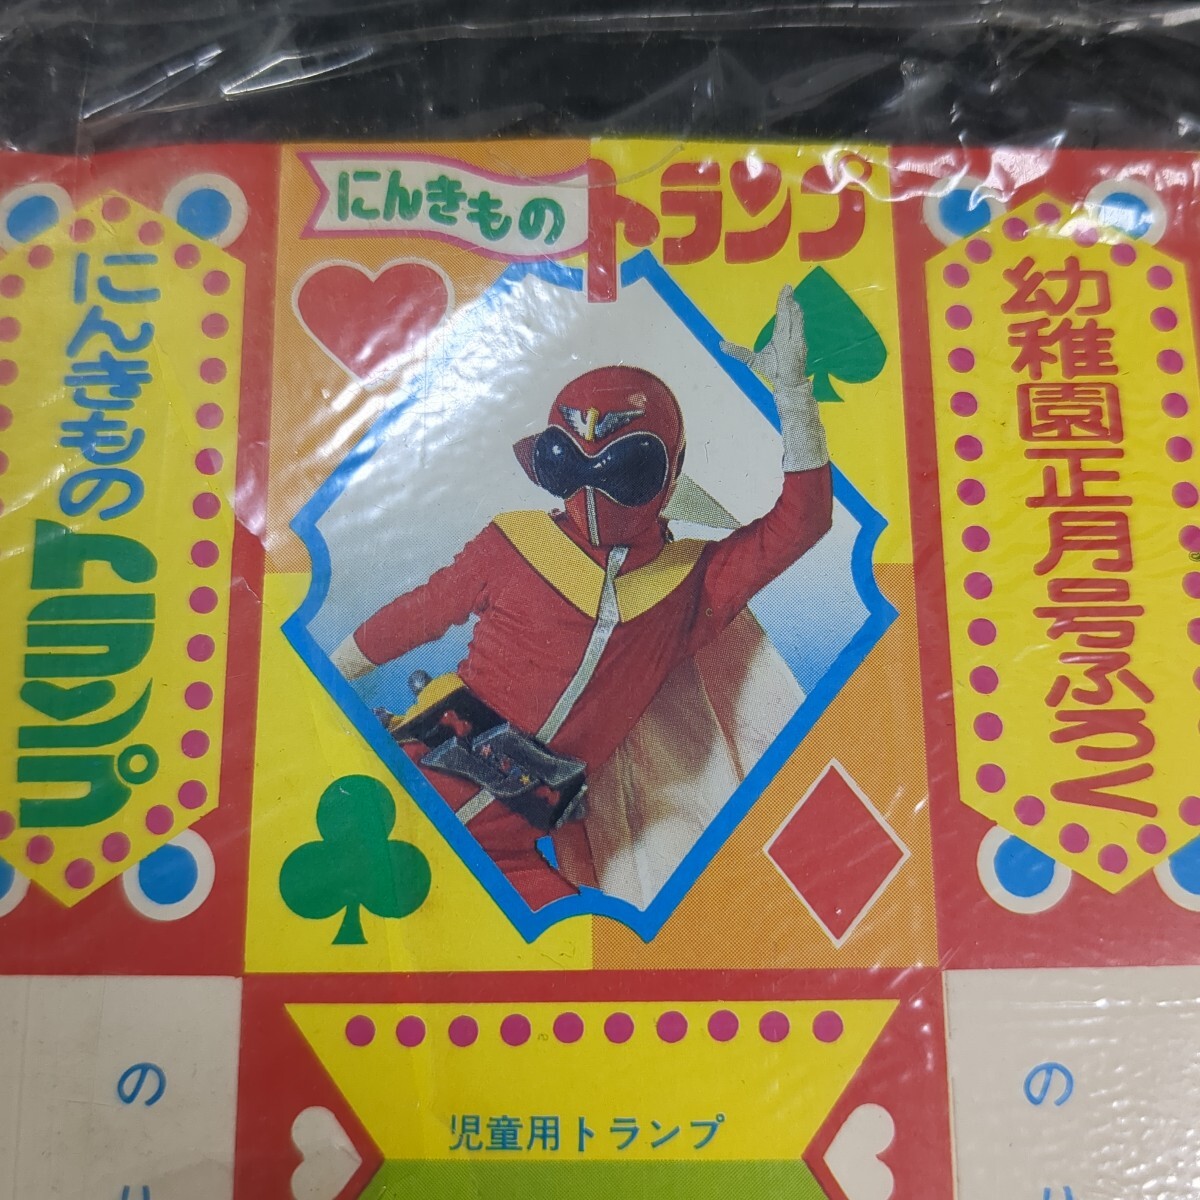 にんきもの トランプ
にんきもの トランプ
幼稚園正月号ふろく
児童用トランプ
の
の